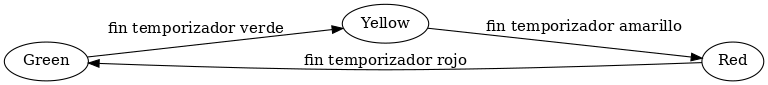 fin temporizador verde
Yellow
fin temporizador amarillo
Green
fin temporizador rojo
Red